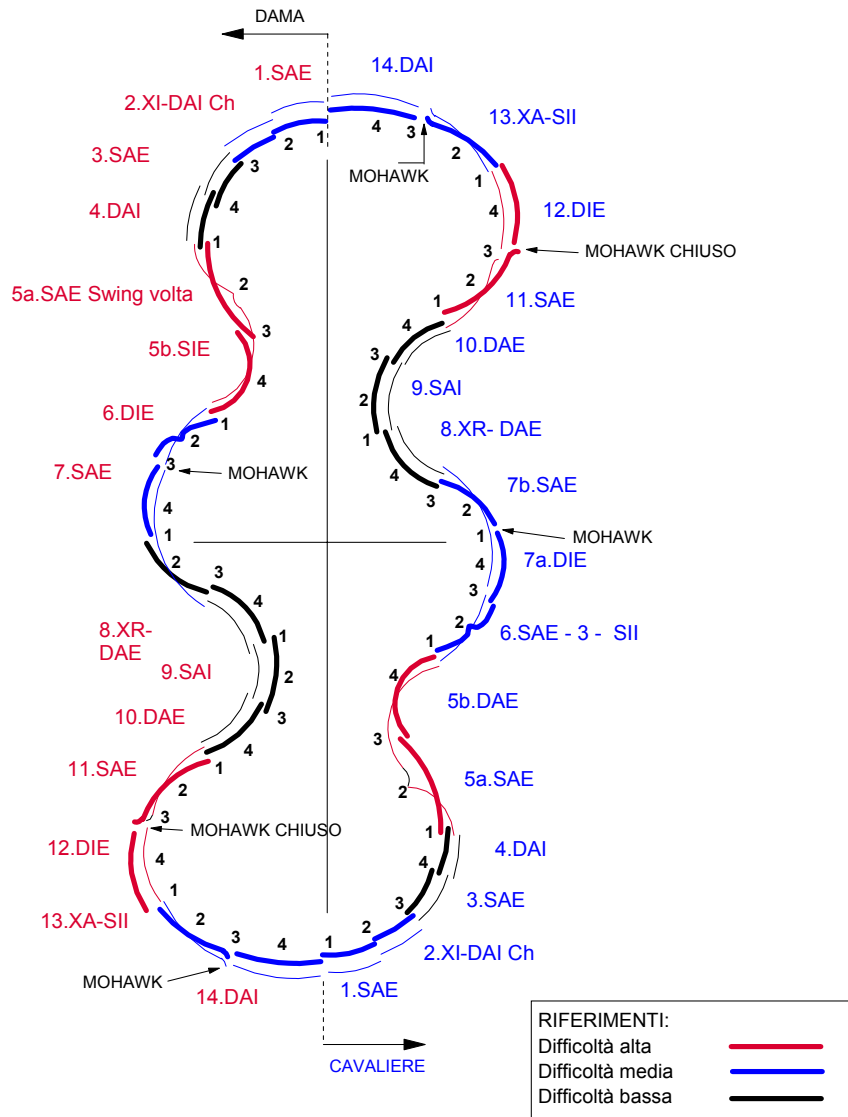 DAMA
1.SAE
14.DAI
2.XI-DAI Ch
13.XA-SII
4
3
1
2
2
3.SAE
3
MOHAWK
1
4
4
12.DIE
4.DAI
1
3
MOHAWK CHIUSO
2
2
5a.SAE Swing volta
1
11.SAE
3
4
10.DAE
5b.SIE
3
4
9.SAI
6.DIE
2
1
2
1
8.XR- DAE
7.SAE
3
MOHAWK
3
7b.SAE
4
2
1
1
MOHAWK
2
4
7a.DIE
3
3
4
2
6.SAE - 3 - SII
8.XR-
1
1
DAE
9.SAI
2
4
5b.DAE
10.DAE
3
3
4
11.SAE
1
5a.SAE
2
2
3
1
MOHAWK CHIUSO
4.DAI
12.DIE
4
4
1
3
3.SAE
13.XA-SII
2
2
3
4
1
2.XI-DAI Ch
MOHAWK
14.DAI
1.SAE
CAVALIERE
RIFERIMENTI:
Difficoltà alta
Difficoltà media
Difficoltà bassa